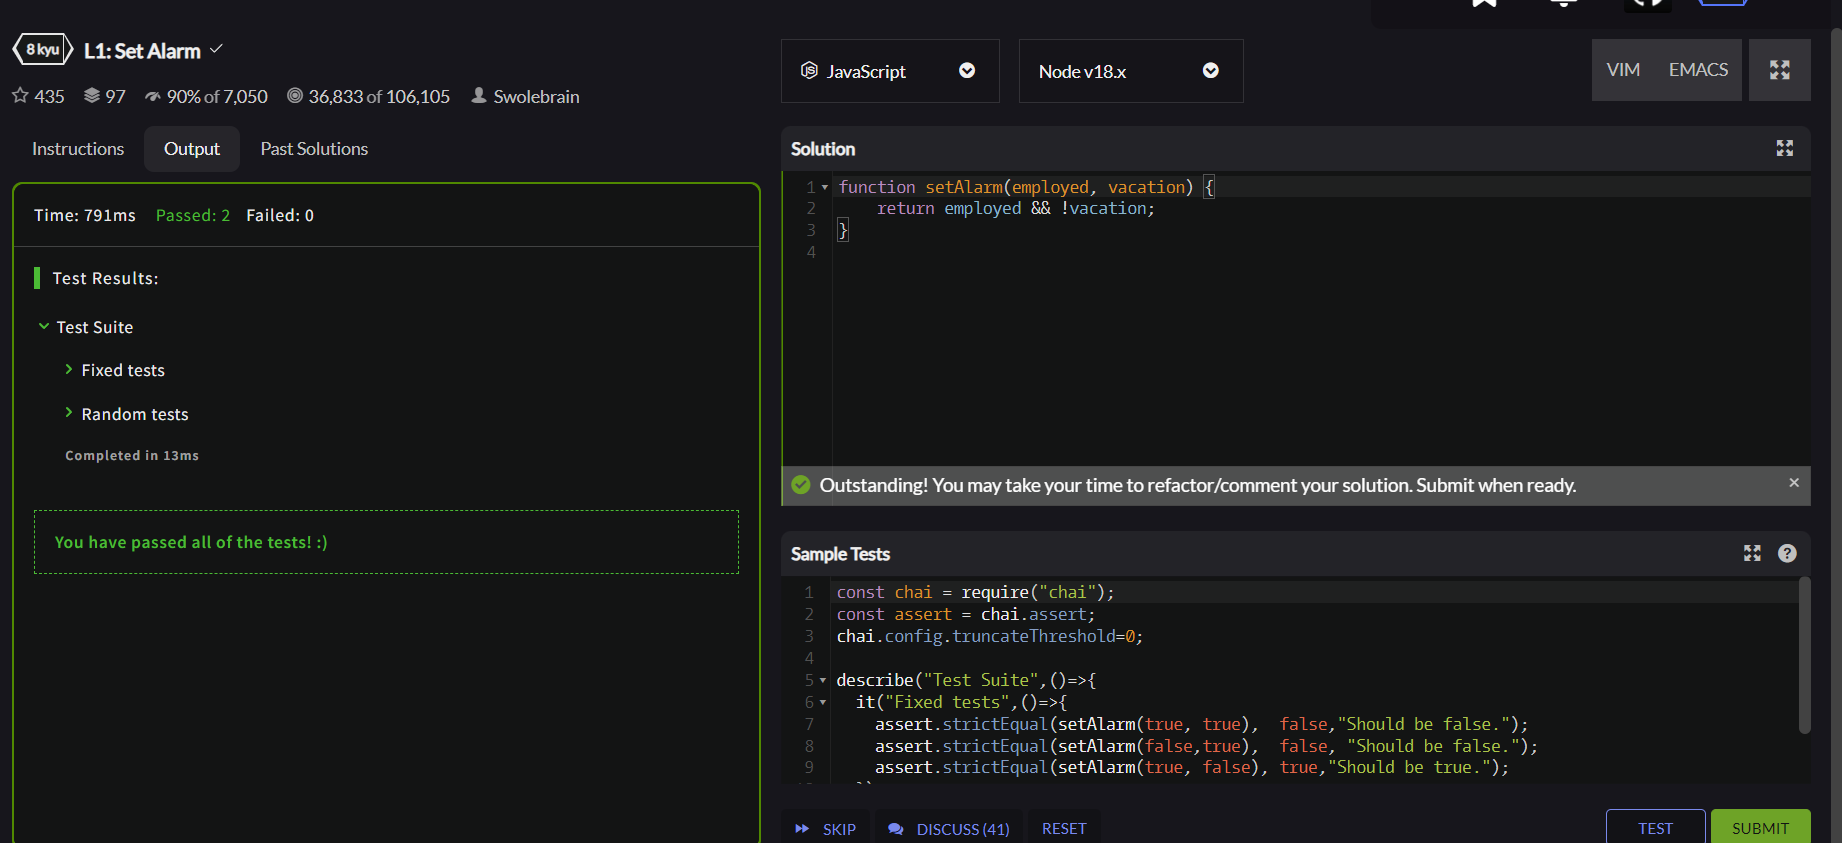 8 kyu L1: Set Alarm
435 97 90% of 7,050 36,833 of 106,105 Swolebrain
Instructions Output Past Solutions
Time: 791ms Passed: 2 Failed: 0
Test Results:
Test Suite
Fixed tests
Random tests
Completed in 13ms
You have passed all of the tests! :)
JavaScript Node v18.x VIM EMACS
Solution
1 function setAlarm(employed, vacation) {
2 return employed && !vacation;
3 }
4
Outstanding! You may take your time to refactor/comment your solution. Submit when ready. ×
Sample Tests ?
1 const chai = require("chai");
2 const assert = chai.assert;
3 chai.config.truncateThreshold=0;
4
5 describe("Test Suite",()=>{
6 it("Fixed tests",()=>{
7 assert.strictEqual(setAlarm(true, true), false,"Should be false.");
8 assert.strictEqual(setAlarm(false,true), false, "Should be false.");
9 assert.strictEqual(setAlarm(true, false), true,"Should be true.");
SKIP DISCUSS (41) RESET TEST SUBMIT